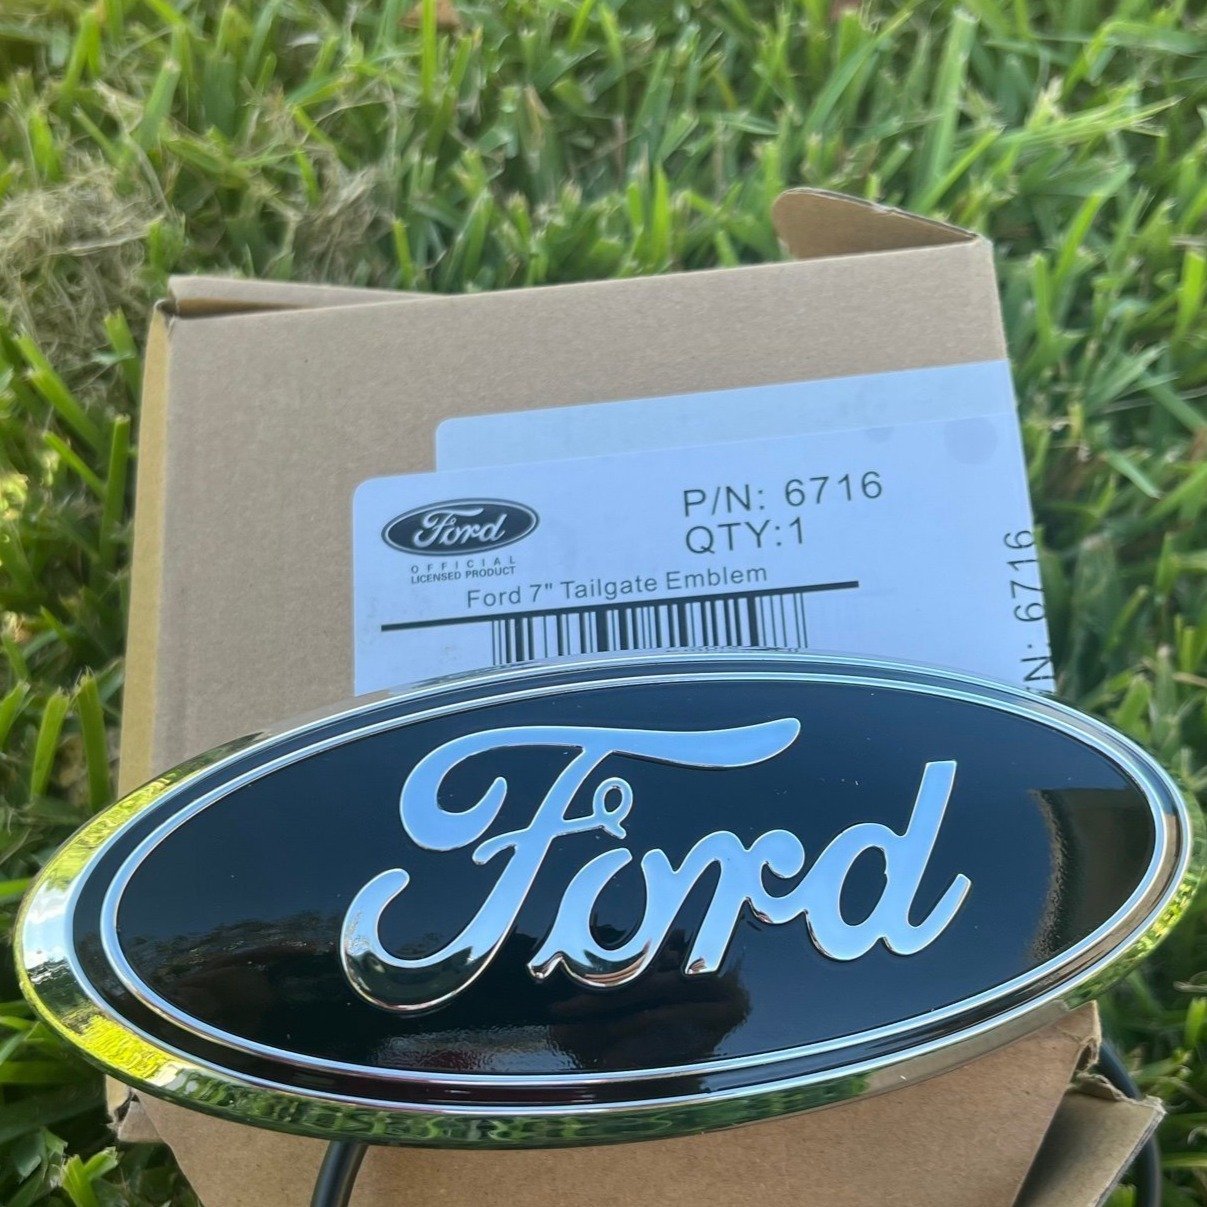 P/N: 6716
QTY:1
Ford
OFFICIAL
LICENSED PRODUCT
Ford 7" Tailgate Emblem
/N: 6716
Ford